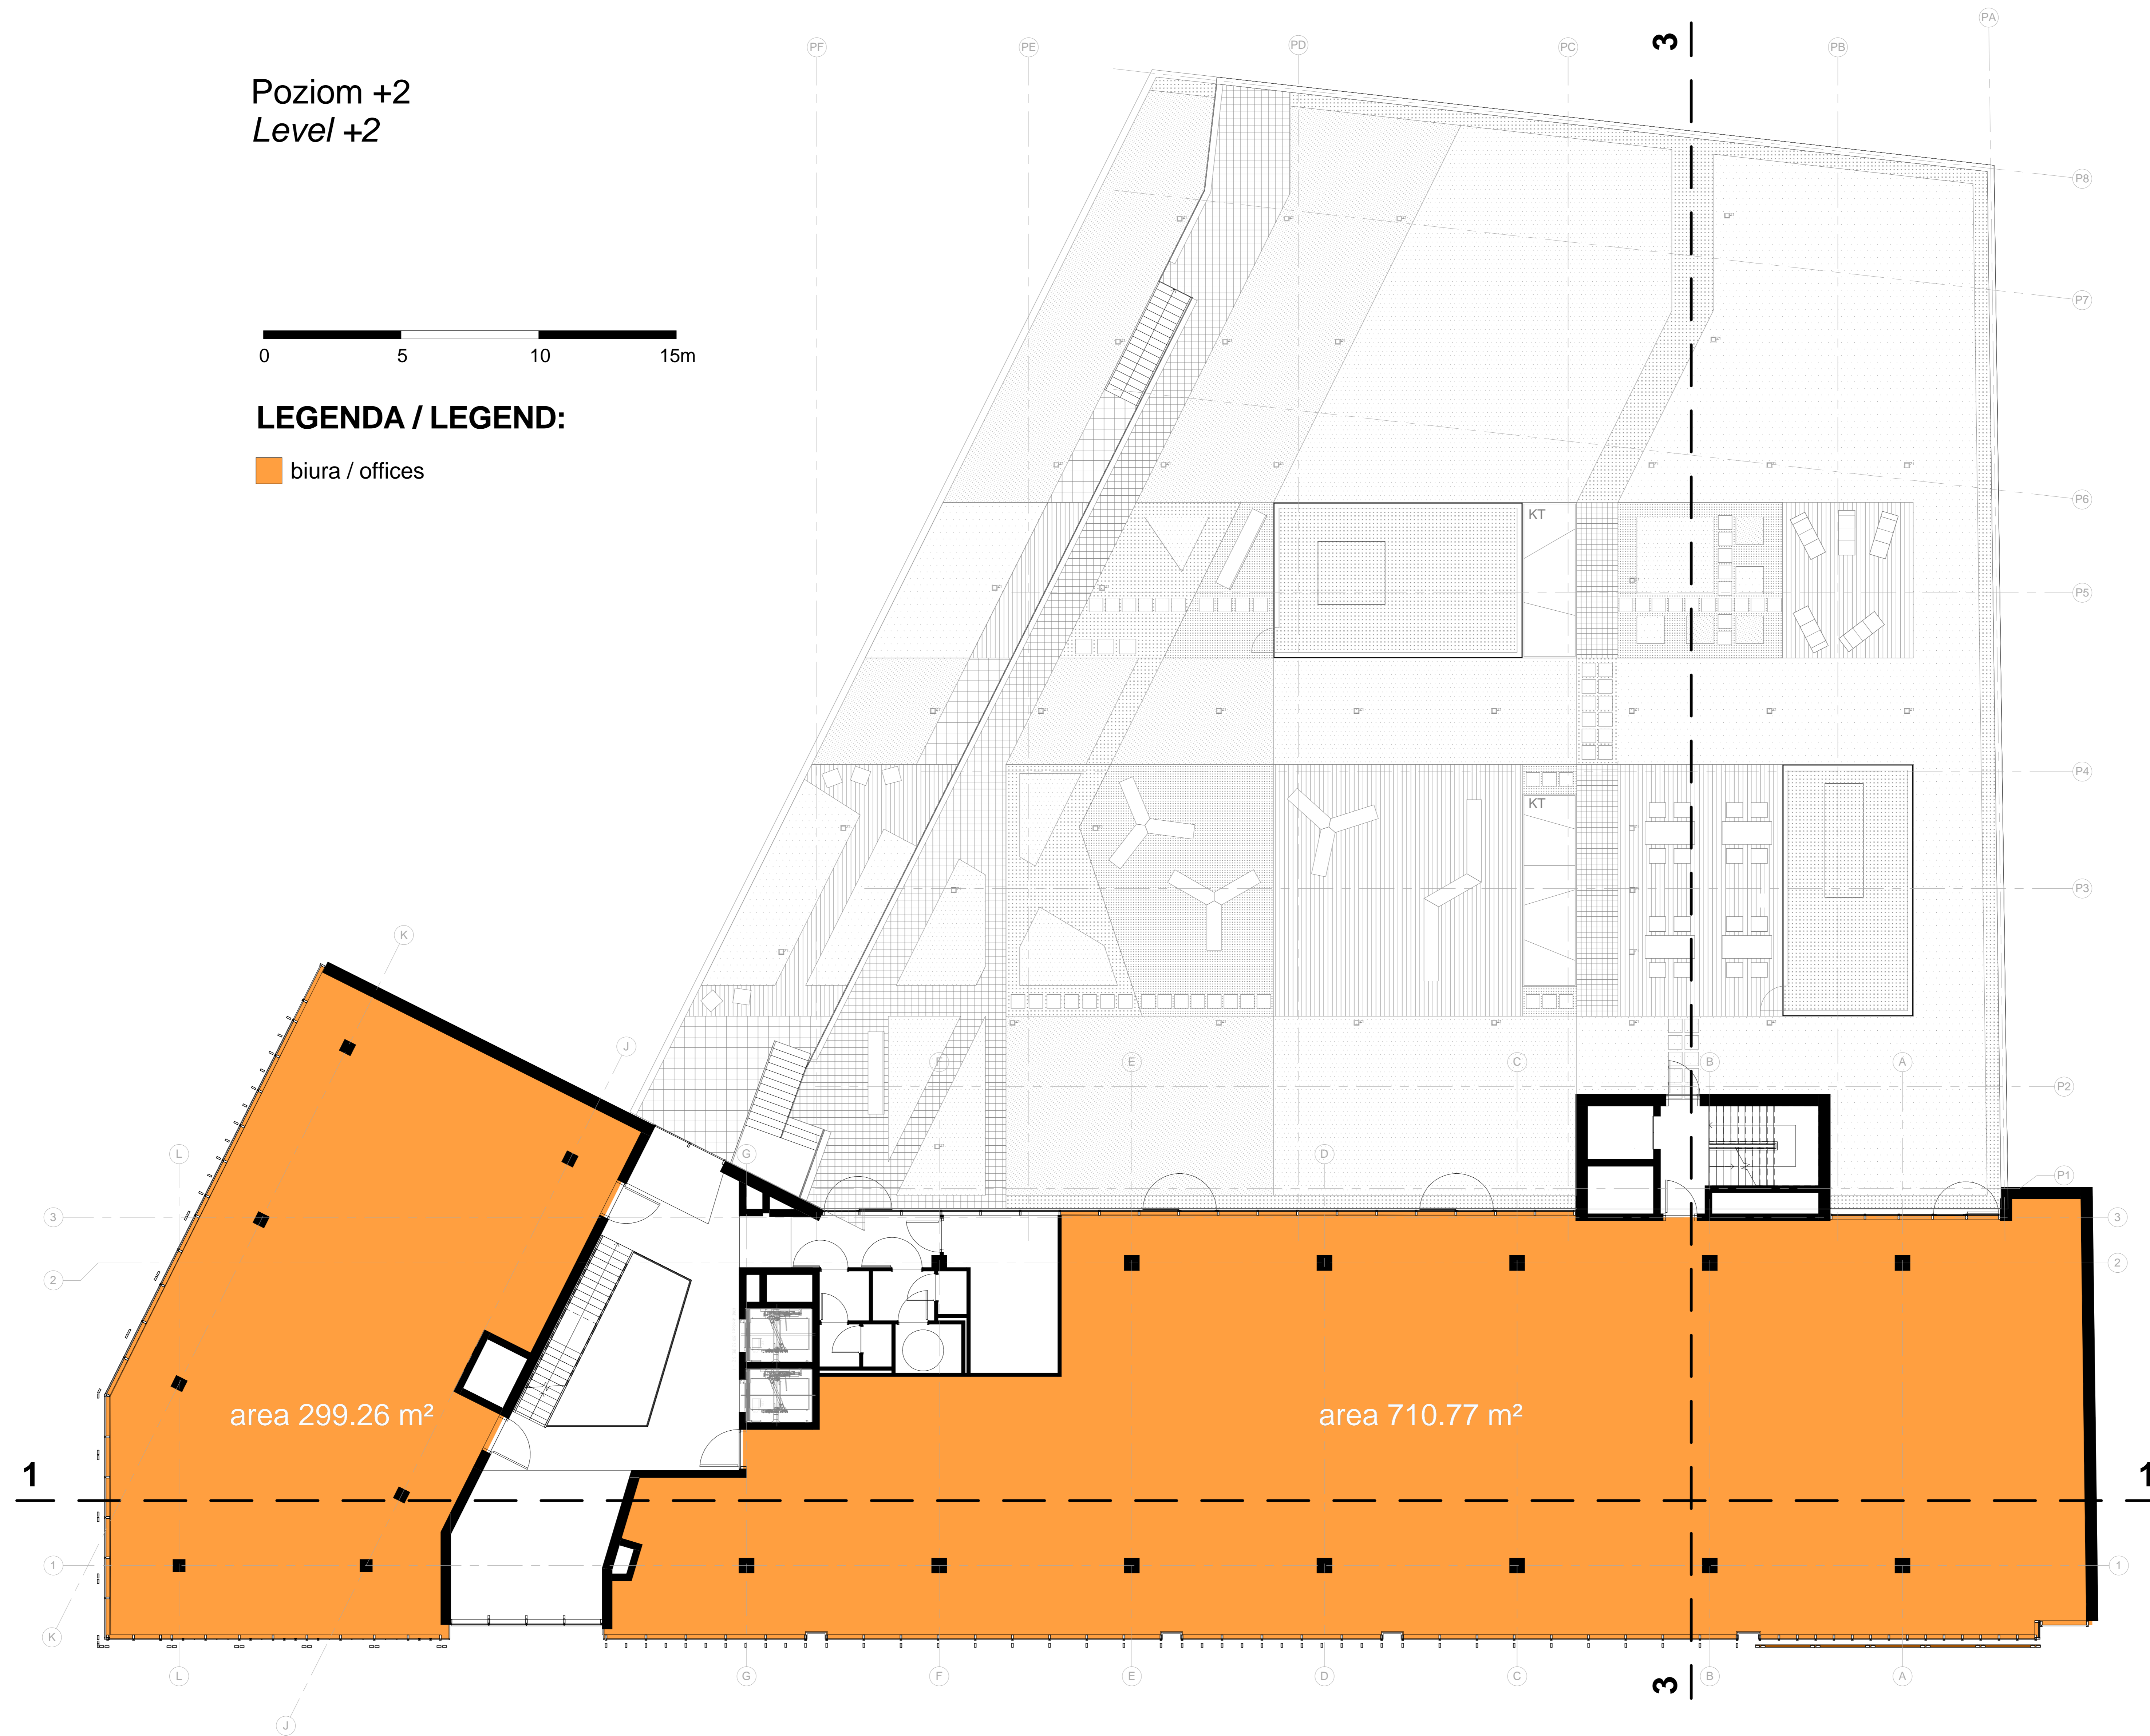 PA
PF
PE
PD
PC
PB
3
Poziom +2
Level +2
P8
P7
0 5 10 15m
LEGENDA / LEGEND:
biura / offices
P6
KT
P5
P4
KT
P3
K
J
F
E
C
B
A
P2
L
G
D
P1
3
3
2
2
area 299.26 m²
area 710.77 m²
1
1
1
1
K
L
G
F
E
D
C
B
A
3
J